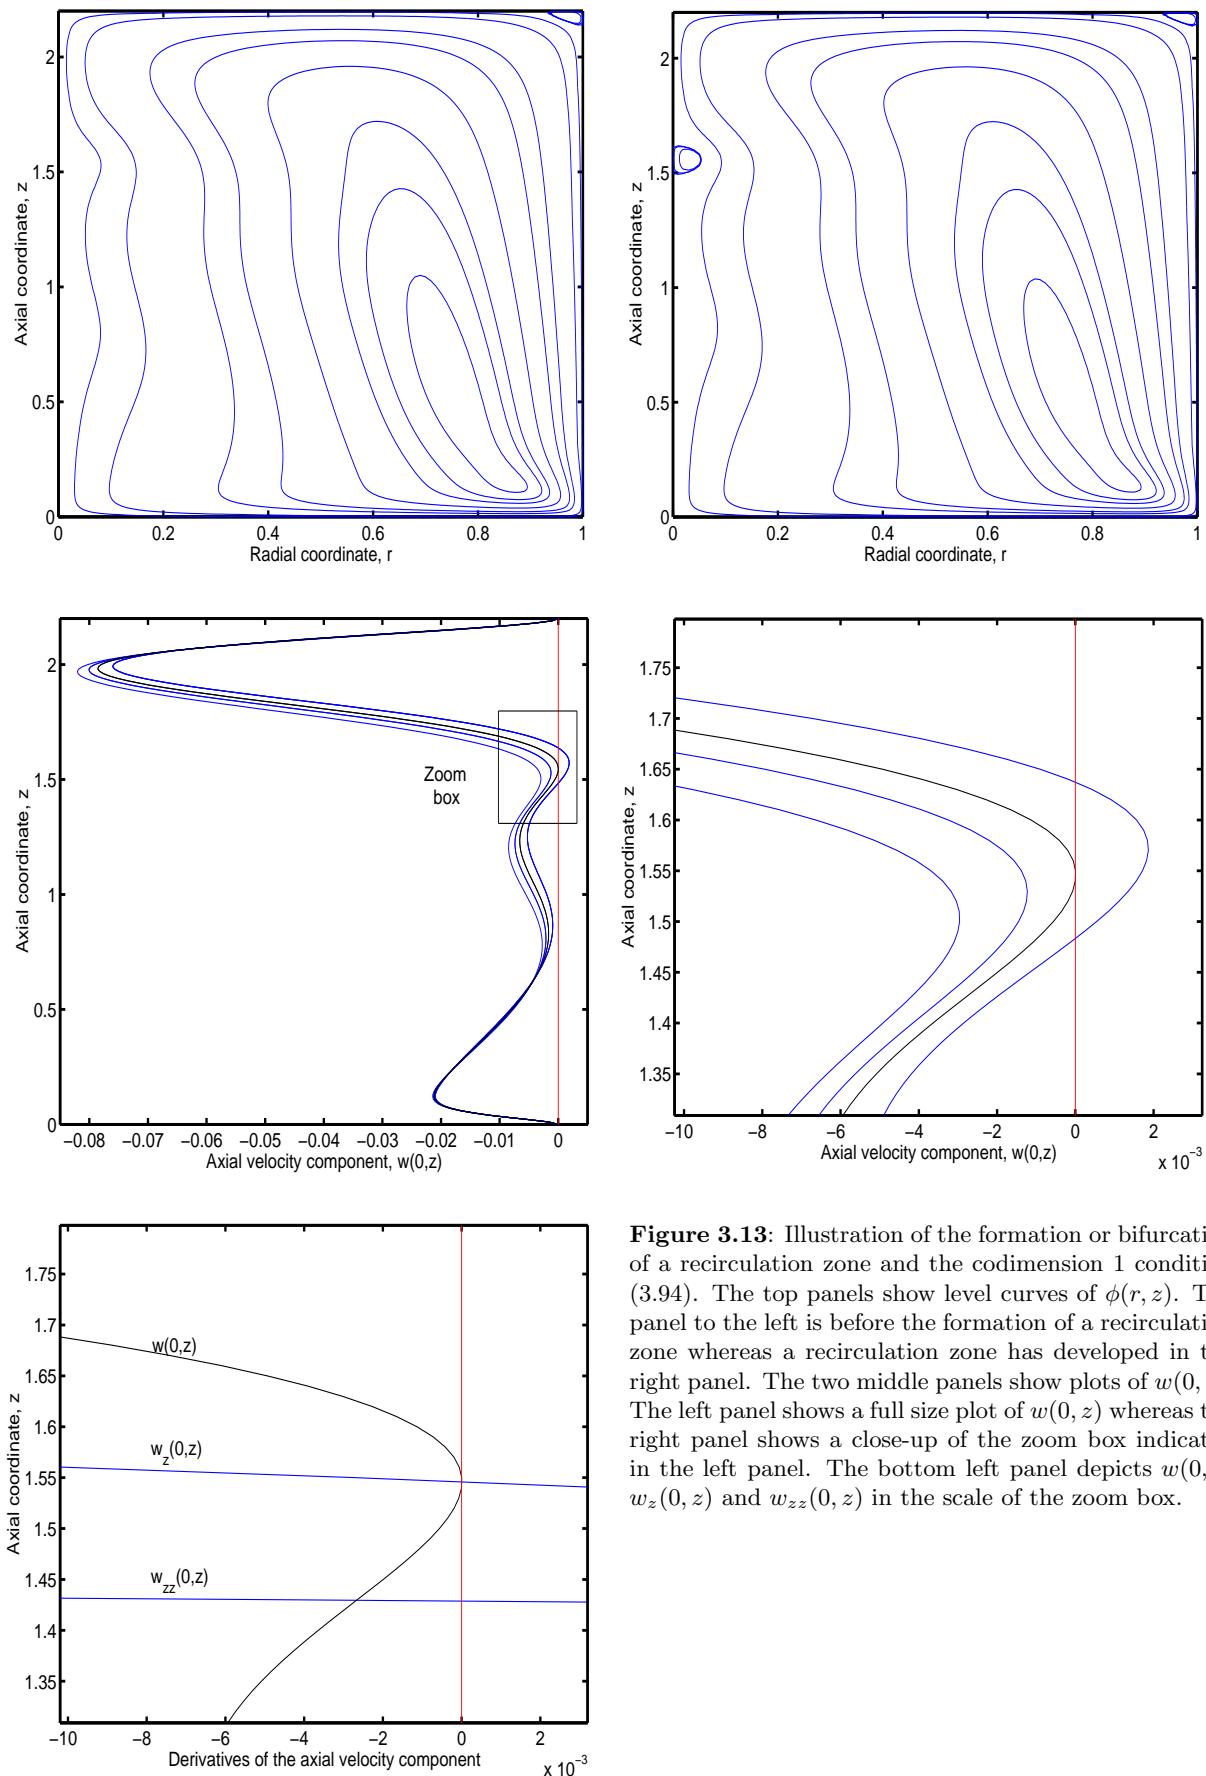 2
1.5
1
0.5
0
Axial coordinate, z
0
0.2
0.4
0.6
0.8
1
Radial coordinate, r
2
1.5
1
0.5
0
Axial coordinate, z
0
0.2
0.4
0.6
0.8
1
Radial coordinate, r
2
1.5
1
0.5
0
Axial coordinate, z
Zoom
box
−0.08
−0.07
−0.06
−0.05
−0.04
−0.03
−0.02
−0.01
0
Axial velocity component, w(0,z)
1.75
1.7
1.65
1.6
1.55
1.5
1.45
1.4
1.35
Axial coordinate, z
−10
−8
−6
−4
−2
0
2
Axial velocity component, w(0,z)
x 10⁻³
1.75
1.7
1.65
1.6
1.55
1.5
1.45
1.4
1.35
Axial coordinate, z
w(0,z)
w_z(0,z)
w_zz(0,z)
−10
−8
−6
−4
−2
0
2
Derivatives of the axial velocity component
x 10⁻³
Figure 3.13: Illustration of the formation or bifurcati
of a recirculation zone and the codimension 1 conditi
(3.94). The top panels show level curves of ϕ(r, z). T
panel to the left is before the formation of a recirculati
zone whereas a recirculation zone has developed in t
right panel. The two middle panels show plots of w(0,
The left panel shows a full size plot of w(0, z) whereas t
right panel shows a close-up of the zoom box indicat
in the left panel. The bottom left panel depicts w(0,
w_z(0, z) and w_zz(0, z) in the scale of the zoom box.